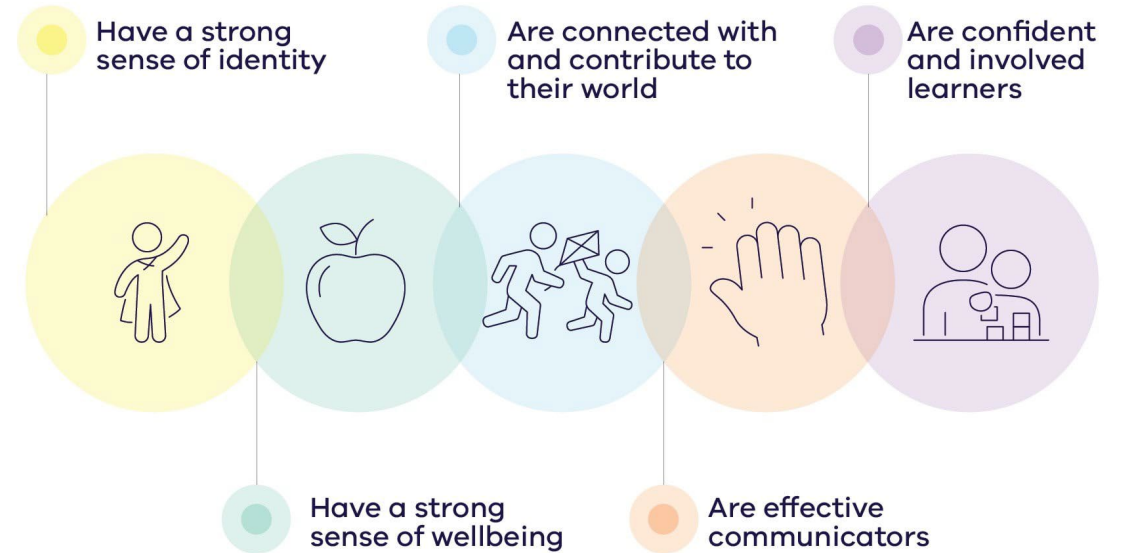 Have a strong
sense of identity
Are connected with
and contribute to
their world
Are confident
and involved
learners
Have a strong
sense of wellbeing
Are effective
communicators